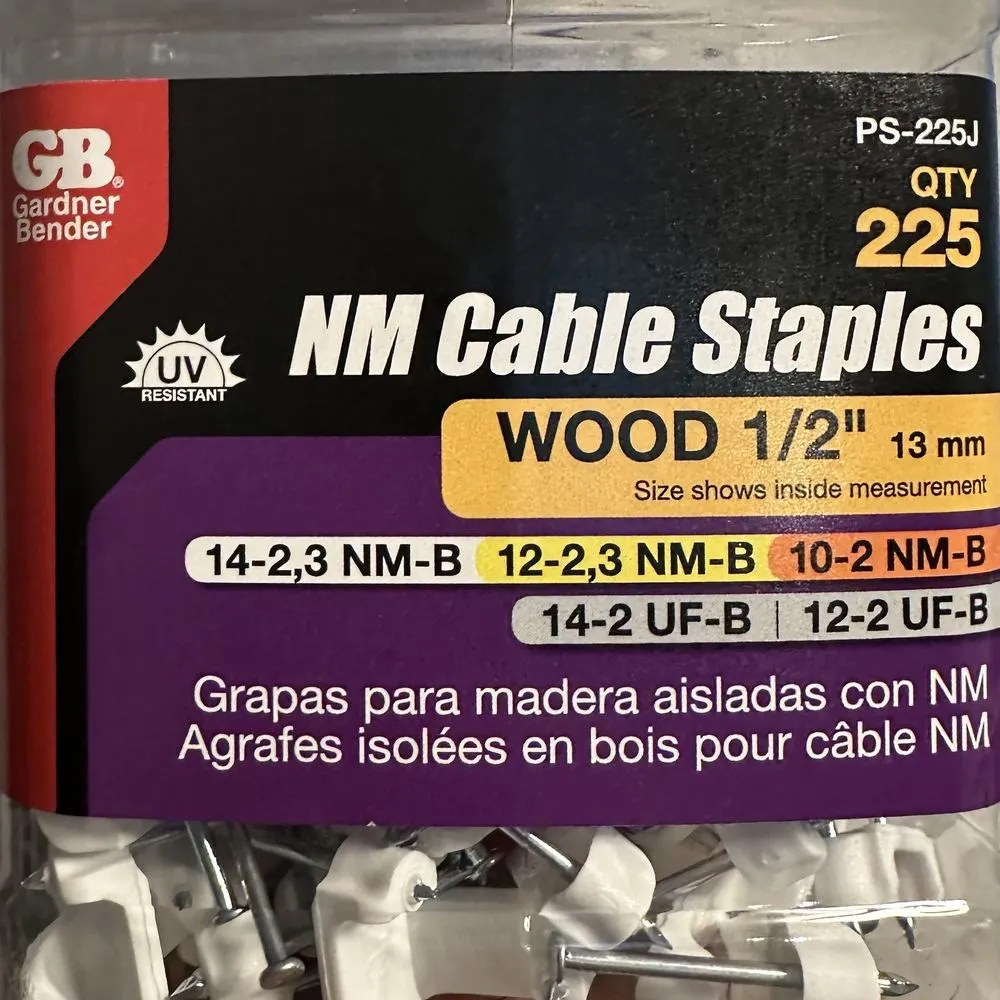 GB®
Gardner
Bender
PS-225J
QTY
225
NM Cable Staples
UV
RESISTANT
WOOD 1/2" 13 mm
Size shows inside measurement
14-2,3 NM-B 12-2,3 NM-B 10-2 NM-B
14-2 UF-B | 12-2 UF-B
Grapas para madera aisladas con NM
Agrafes isolées en bois pour câble NM